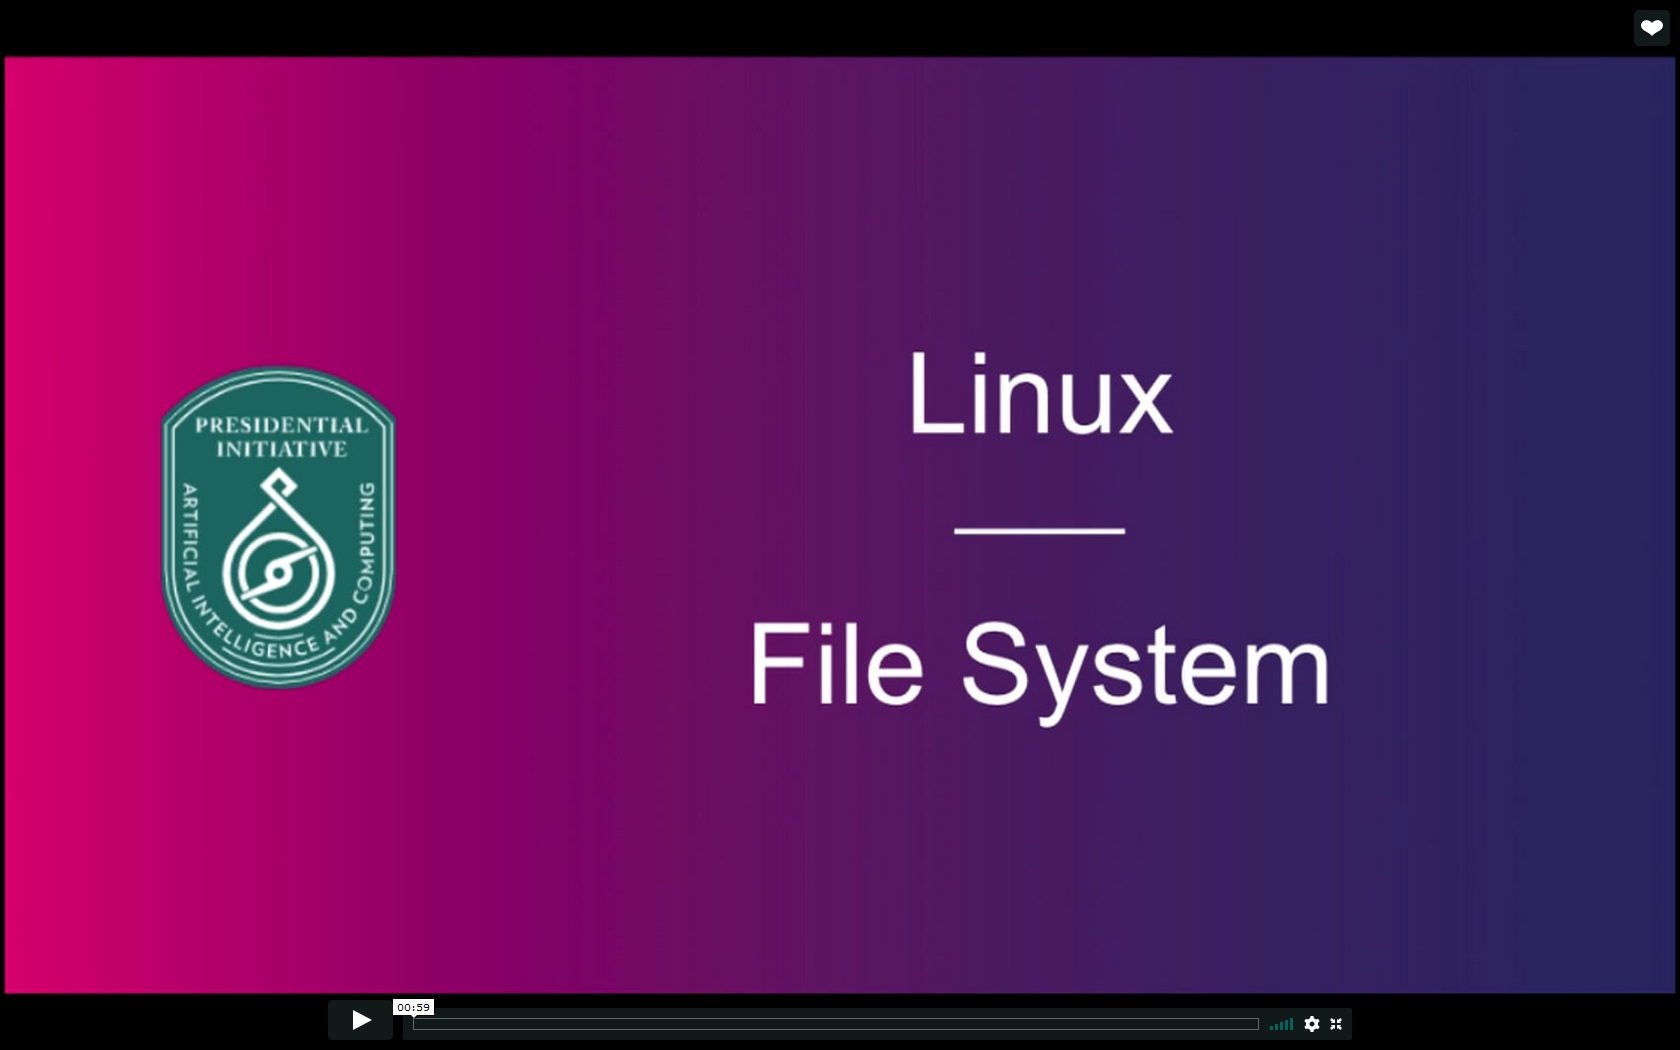 Linux
File System
PRESIDENTIAL
INITIATIVE
ARTIFICIAL INTELLIGENCE AND COMPUTING
00:59